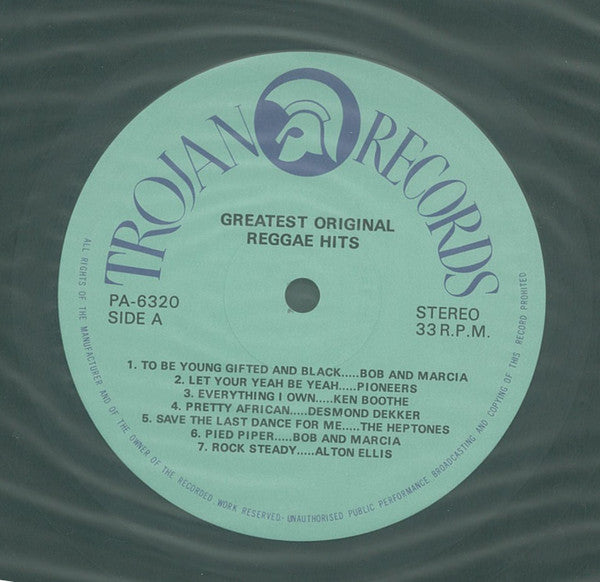 TROJAN RECORDS
GREATEST ORIGINAL
REGGAE HITS
PA-6320
SIDE A
STEREO
33 R.P.M.
1. TO BE YOUNG GIFTED AND BLACK.....BOB AND MARCIA
2. LET YOUR YEAH BE YEAH.....PIONEERS
3. EVERYTHING I OWN.....KEN BOOTHE
4. PRETTY AFRICAN.....DESMOND DEKKER
5. SAVE THE LAST DANCE FOR ME.....THE HEPTONES
6. PIED PIPER.....BOB AND MARCIA
7. ROCK STEADY.....ALTON ELLIS
ALL RIGHTS OF THE MANUFACTURER AND OF THE OWNER OF THE RECORDED WORK RESERVED- UNAUTHORISED PUBLIC PERFORMANCE BROADCASTING AND COPYING OF THIS RECORD PROHIBITED